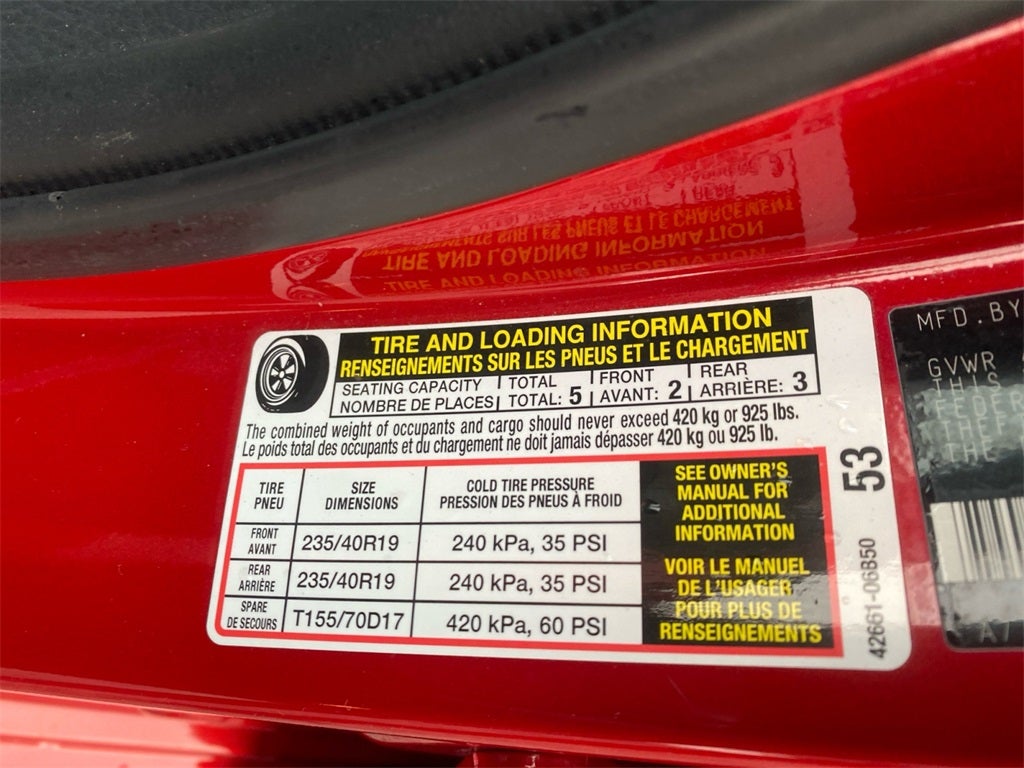 TIRE AND LOADING INFORMATION
RENSEIGNEMENTS SUR LES PNEUS ET LE CHARGEMENT
SEATING CAPACITY TOTAL FRONT REAR
NOMBRE DE PLACES TOTAL: 5 AVANT: 2 ARRIÈRE: 3
The combined weight of occupants and cargo should never exceed 420 kg or 925 lbs.
Le poids total des occupants et du chargement ne doit jamais dépasser 420 kg ou 925 lb.
TIRE SIZE COLD TIRE PRESSURE
PNEU DIMENSIONS PRESSION DES PNEUS À FROID
FRONT
AVANT 235/40R19 240 kPa, 35 PSI
REAR
ARRIÈRE 235/40R19 240 kPa, 35 PSI
SPARE
DE SECOURS T155/70D17 420 kPa, 60 PSI
SEE OWNER'S
MANUAL FOR
ADDITIONAL
INFORMATION
VOIR LE MANUEL
DE L'USAGER
POUR PLUS DE
RENSEIGNEMENTS
53
42661-06B50
MFD.BY
GVWR
THIS
FEDER
THEF
THE